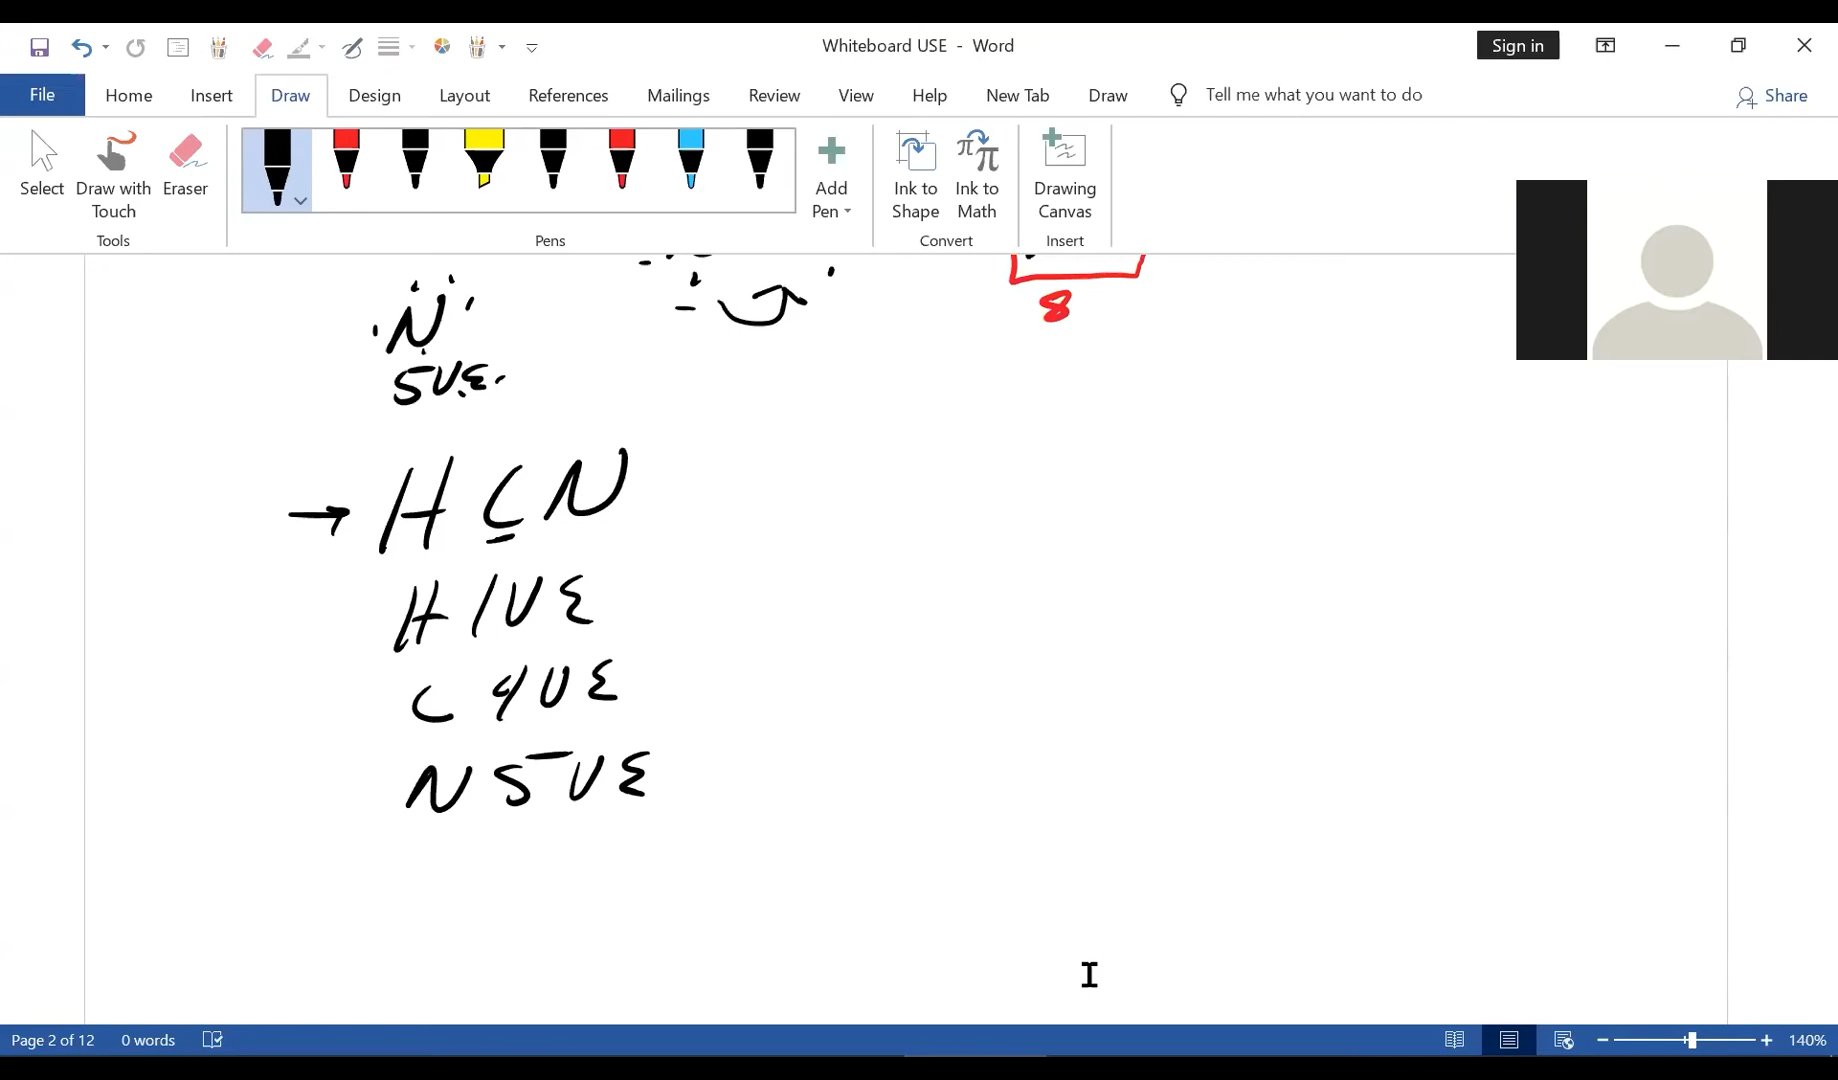 Whiteboard USE - Word
Sign in
File Home Insert Draw Design Layout References Mailings Review View Help New Tab Draw Tell me what you want to do Share
Select Draw with Touch Eraser Add Pen Ink to Shape Ink to Math Drawing Canvas
Tools Pens Convert Insert
8
N
5VE
→ HCN
H 1VE
C 4VE
N 5VE
Page 2 of 12 0 words 140%